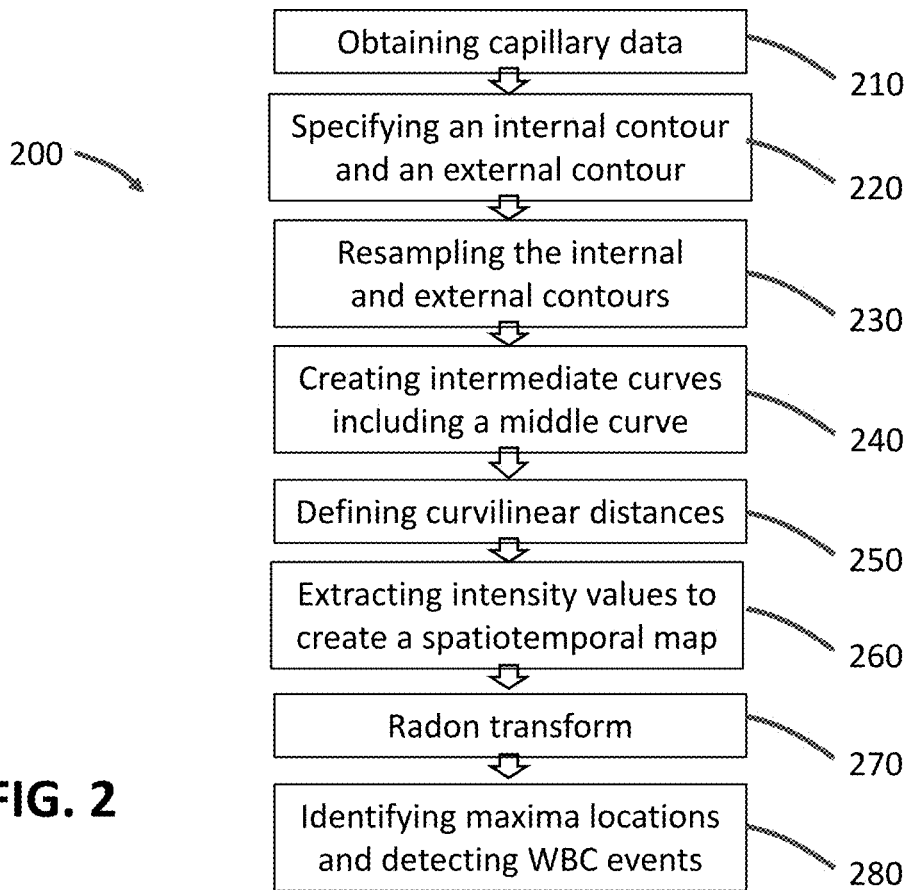 Obtaining capillary data
210
200
Specifying an internal contour
and an external contour
220
Resampling the internal
and external contours
230
Creating intermediate curves
including a middle curve
240
Defining curvilinear distances
250
Extracting intensity values to
create a spatiotemporal map
260
Radon transform
270
FIG. 2
Identifying maxima locations
and detecting WBC events
280